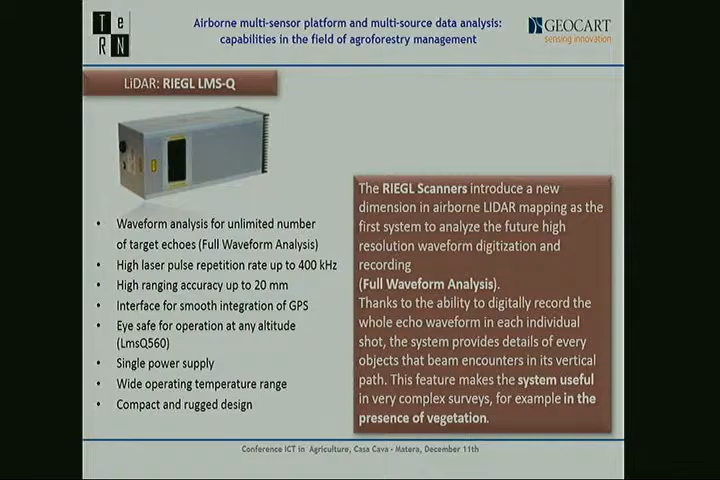 Te
RN
Airborne multi-sensor platform and multi-source data analysis:
capabilities in the field of agroforestry management
GEOCART
sensing innovation
LiDAR: RIEGL LMS-Q
Waveform analysis for unlimited number
of target echoes (Full Waveform Analysis)
High laser pulse repetition rate up to 400 kHz
High ranging accuracy up to 20 mm
Interface for smooth integration of GPS
Eye safe for operation at any altitude
(LmsQ560)
Single power supply
Wide operating temperature range
Compact and rugged design
The RIEGL Scanners introduce a new
dimension in airborne LIDAR mapping as the
first system to analyze the future high
resolution waveform digitization and
recording
(Full Waveform Analysis).
Thanks to the ability to digitally record the
whole echo waveform in each individual
shot, the system provides details of every
objects that beam encounters in its vertical
path. This feature makes the system useful
in very complex surveys, for example in the
presence of vegetation.
Conference ICT in Agriculture, Casa Cava - Matera, December 11th